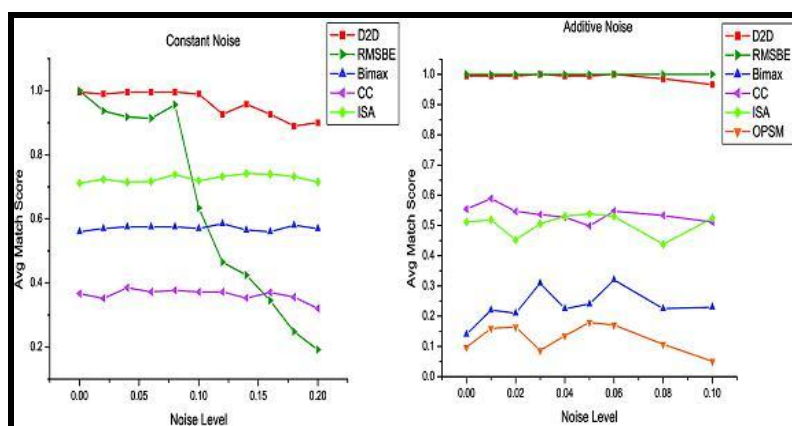 Constant Noise
D2D
RMSBE
Bimax
CC
ISA
1.0
0.8
0.6
0.4
0.2
Avg Match Score
0.00
0.05
0.10
0.15
0.20
Noise Level
Additive Noise
D2D
RMSBE
Bimax
CC
ISA
OPSM
1.0
0.9
0.8
0.7
0.6
0.5
0.4
0.3
0.2
0.1
0.0
Avg Match Score
0.00
0.02
0.04
0.06
0.08
0.10
Noise Level